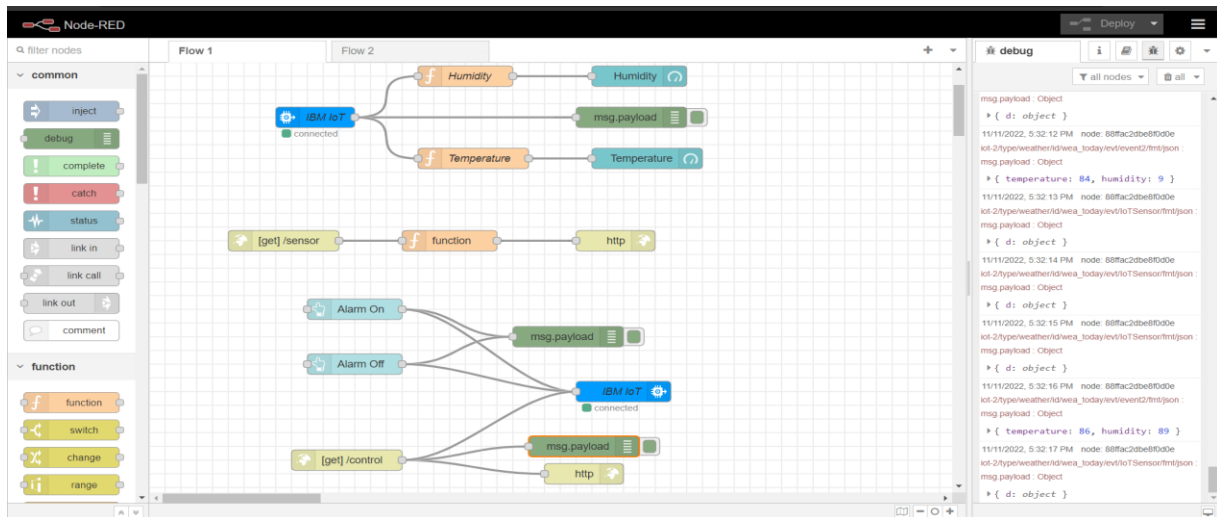 Node-RED
Deploy
filter nodes
common
inject
debug
complete
catch
status
link in
link call
link out
comment
function
function
switch
change
range
Flow 1
Flow 2
Humidity
Humidity
IBM IoT
connected
msg.payload
Temperature
Temperature
[get] /sensor
function
http
Alarm On
msg.payload
Alarm Off
IBM IoT
connected
msg.payload
[get] /control
http
debug
all nodes
all
msg.payload : Object
{ d: object }
11/11/2022, 5:32:12 PM node: 88ffac2dbe8f0d0e
iot-2/type/weather/id/wea_today/evt/event2/fmt/json :
msg.payload : Object
{ temperature: 84, humidity: 9 }
11/11/2022, 5:32:13 PM node: 88ffac2dbe8f0d0e
iot-2/type/weather/id/wea_today/evt/IoTSensor/fmt/json :
msg.payload : Object
{ d: object }
11/11/2022, 5:32:14 PM node: 88ffac2dbe8f0d0e
iot-2/type/weather/id/wea_today/evt/IoTSensor/fmt/json :
msg.payload : Object
{ d: object }
11/11/2022, 5:32:15 PM node: 88ffac2dbe8f0d0e
iot-2/type/weather/id/wea_today/evt/IoTSensor/fmt/json :
msg.payload : Object
{ d: object }
11/11/2022, 5:32:16 PM node: 88ffac2dbe8f0d0e
iot-2/type/weather/id/wea_today/evt/event2/fmt/json :
msg.payload : Object
{ temperature: 86, humidity: 89 }
11/11/2022, 5:32:17 PM node: 88ffac2dbe8f0d0e
iot-2/type/weather/id/wea_today/evt/IoTSensor/fmt/json :
msg.payload : Object
{ d: object }